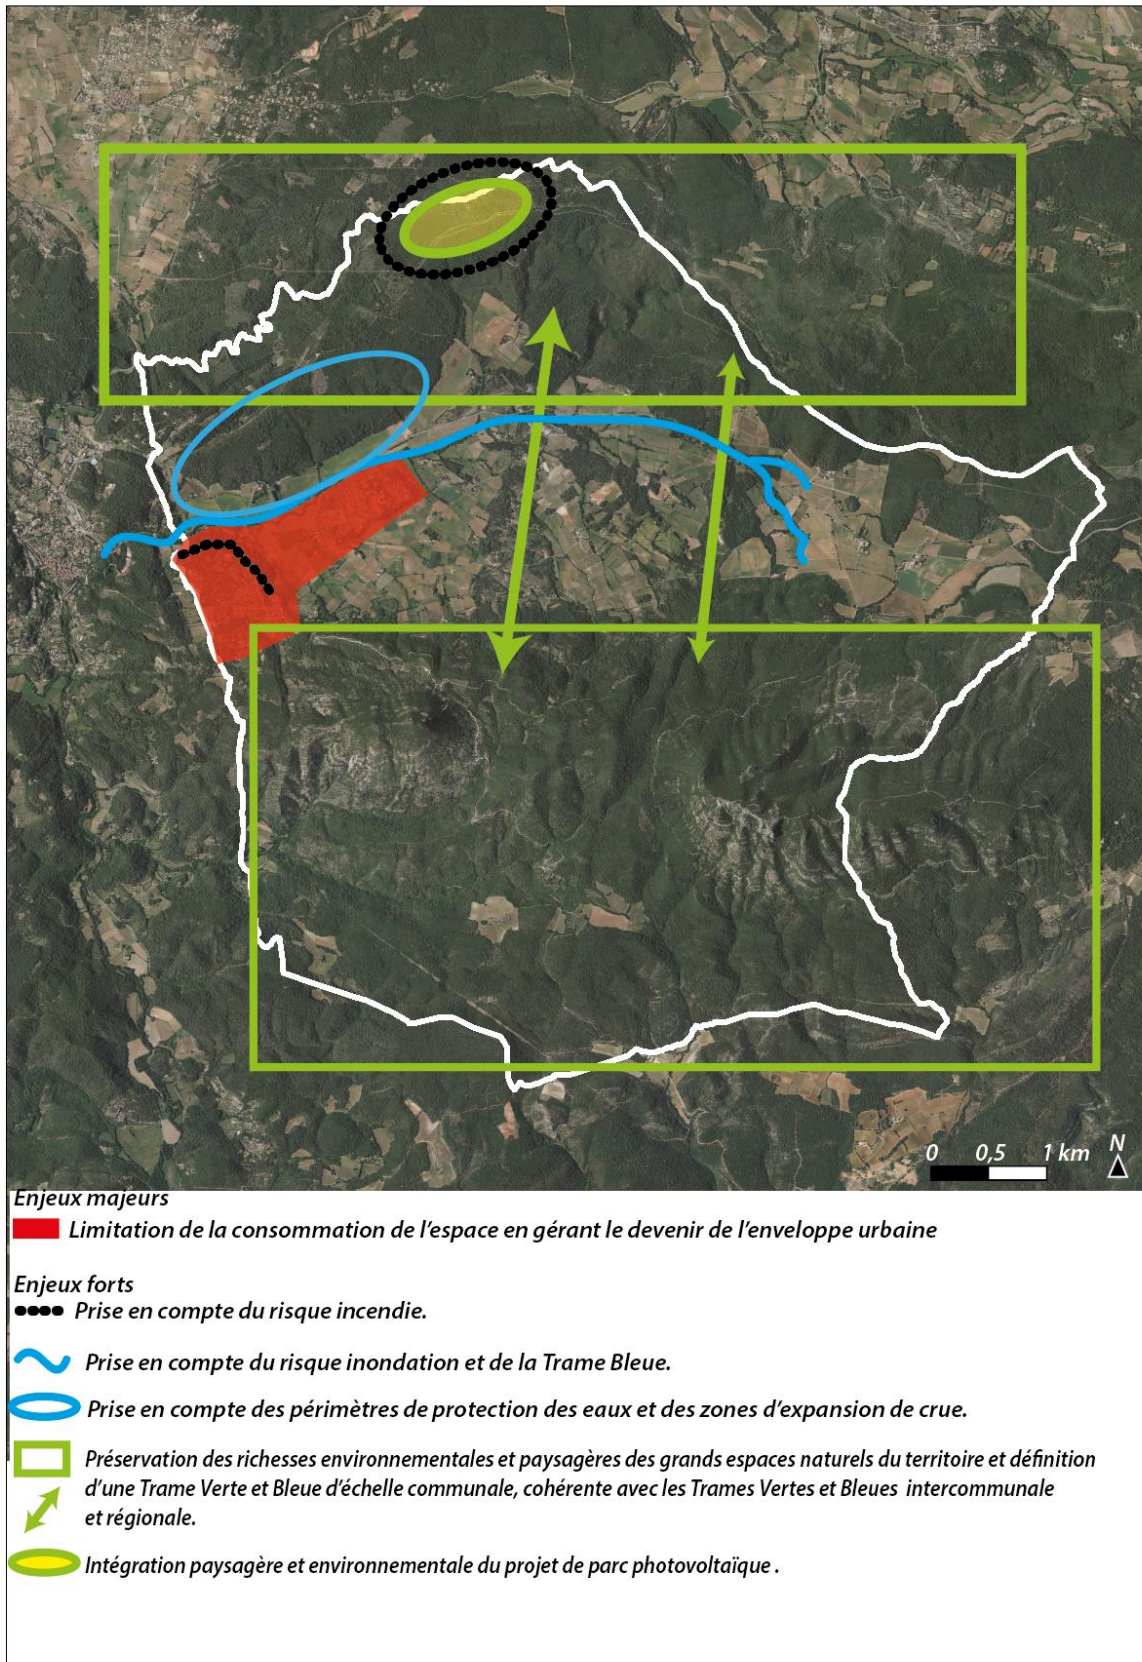 0 0,5 1 km N
Enjeux majeurs
Limitation de la consommation de l'espace en gérant le devenir de l'enveloppe urbaine
Enjeux forts
Prise en compte du risque incendie.
Prise en compte du risque inondation et de la Trame Bleue.
Prise en compte des périmètres de protection des eaux et des zones d'expansion de crue.
Préservation des richesses environnementales et paysagères des grands espaces naturels du territoire et définition
d'une Trame Verte et Bleue d'échelle communale, cohérente avec les Trames Vertes et Bleues intercommunale
et régionale.
Intégration paysagère et environnementale du projet de parc photovoltaïque .